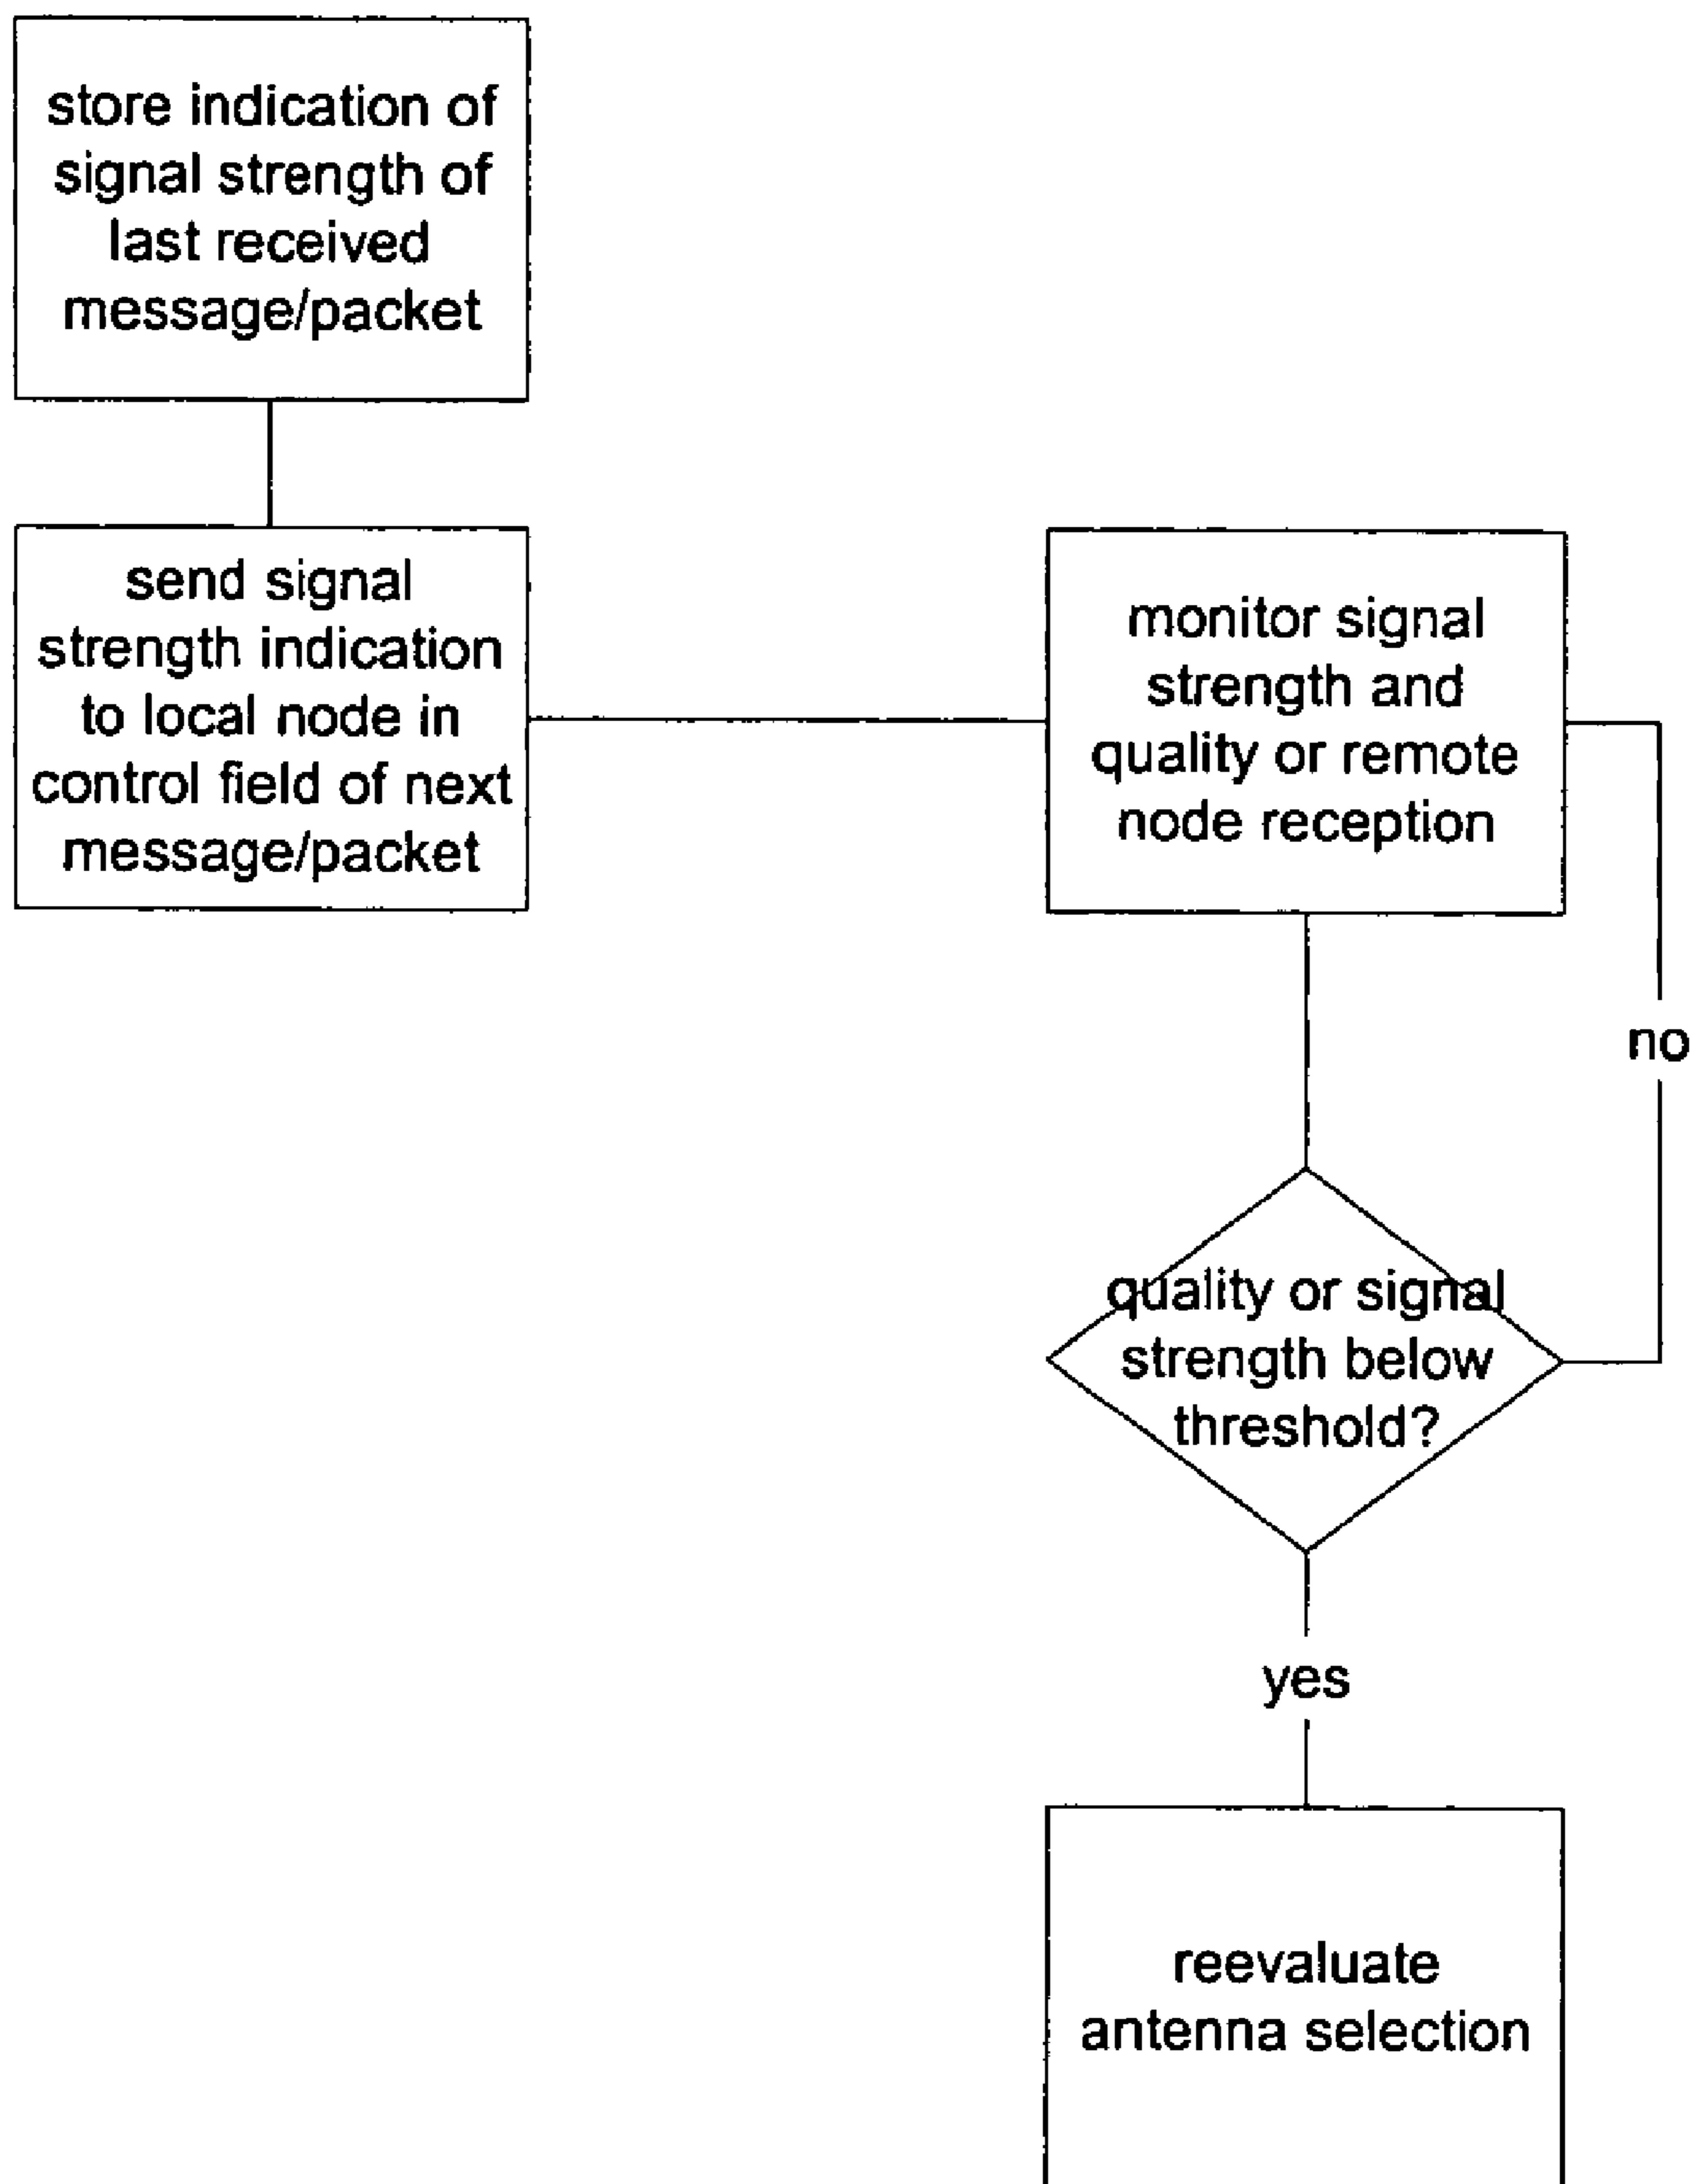 store indication of
signal strength of
last received
message/packet
send signal
strength indication
to local node in
control field of next
message/packet
monitor signal
strength and
quality or remote
node reception
no
quality or signal
strength below
threshold?
yes
reevaluate
antenna selection